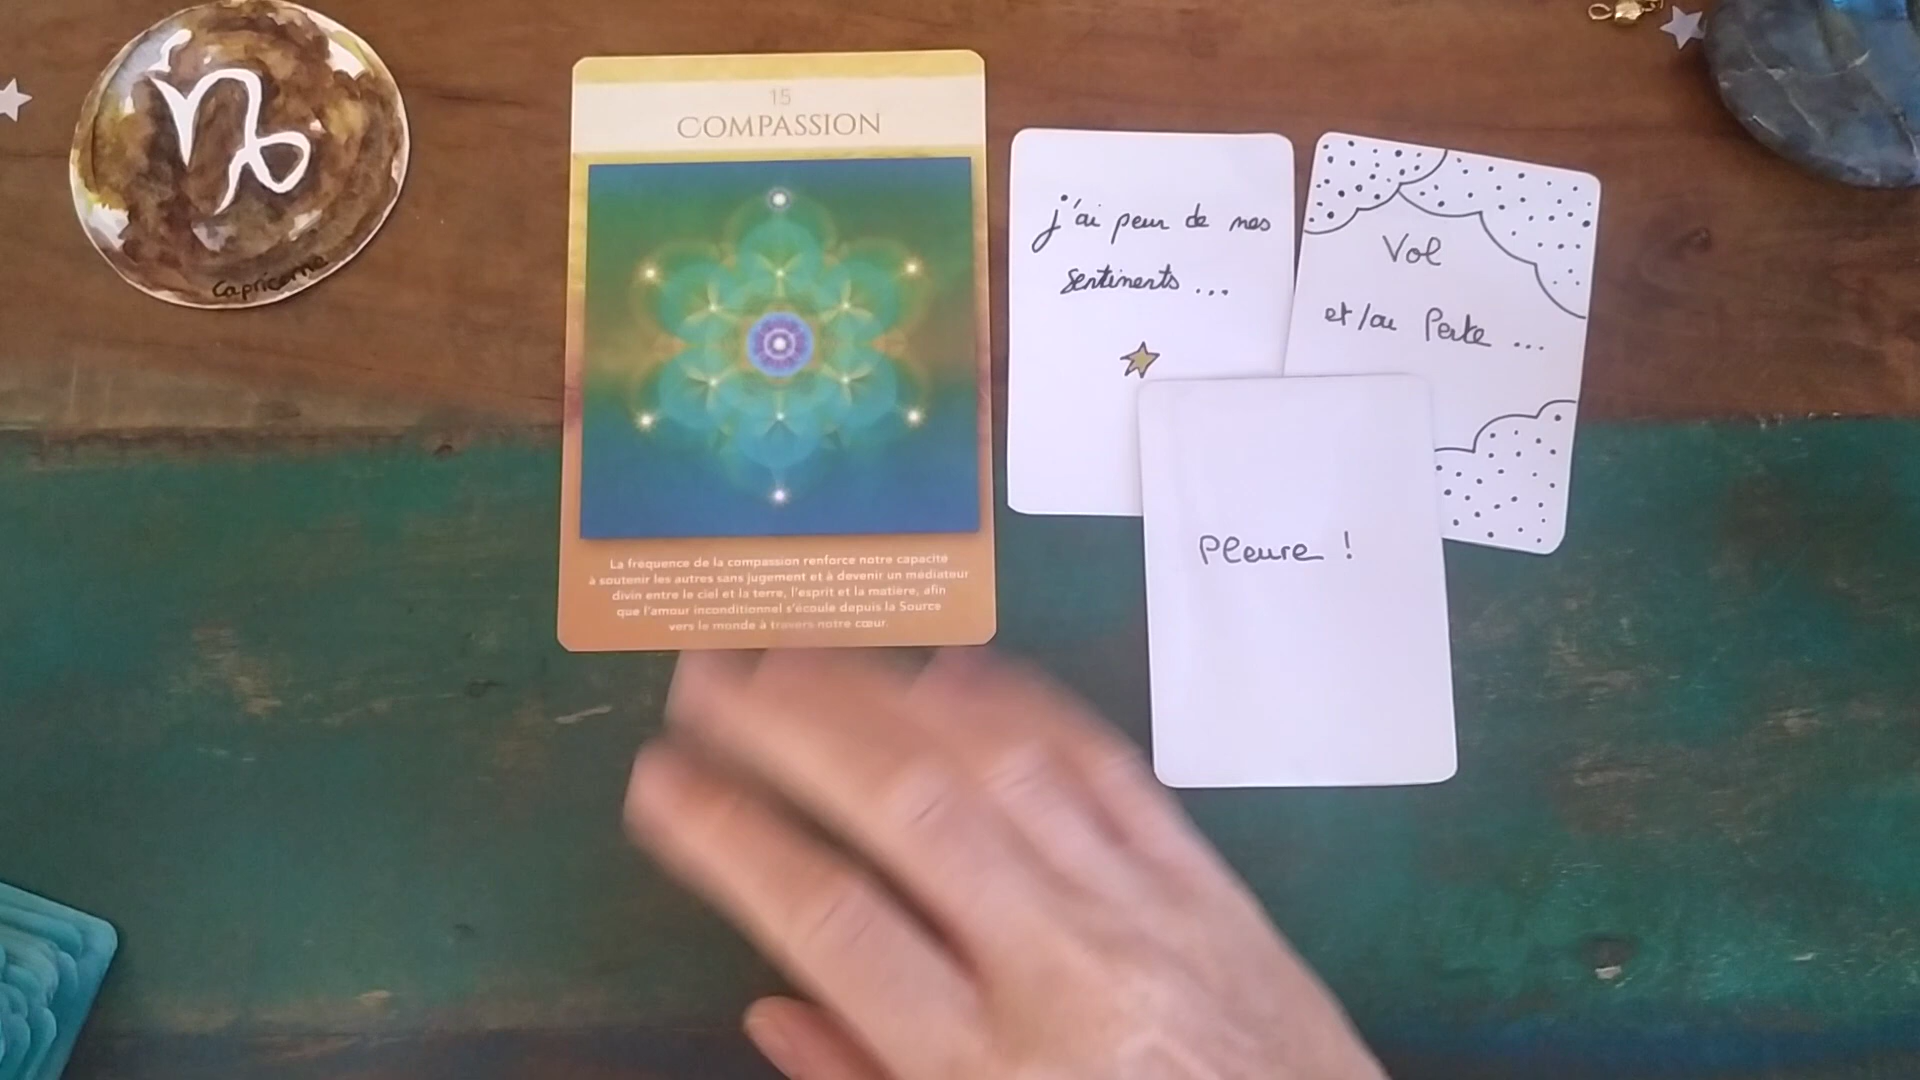 Capricorne
15
COMPASSION
La fréquence de la compassion renforce notre capacité
à soutenir les autres sans jugement et à devenir un médiateur
divin entre le ciel et la terre, l'esprit et la matière, afin
que l'amour inconditionnel s'écoule depuis la Source
vers le monde à travers notre cœur.
j'ai peur de mes
sentiments ...
Vol
et/ou Perte ...
Pleure !